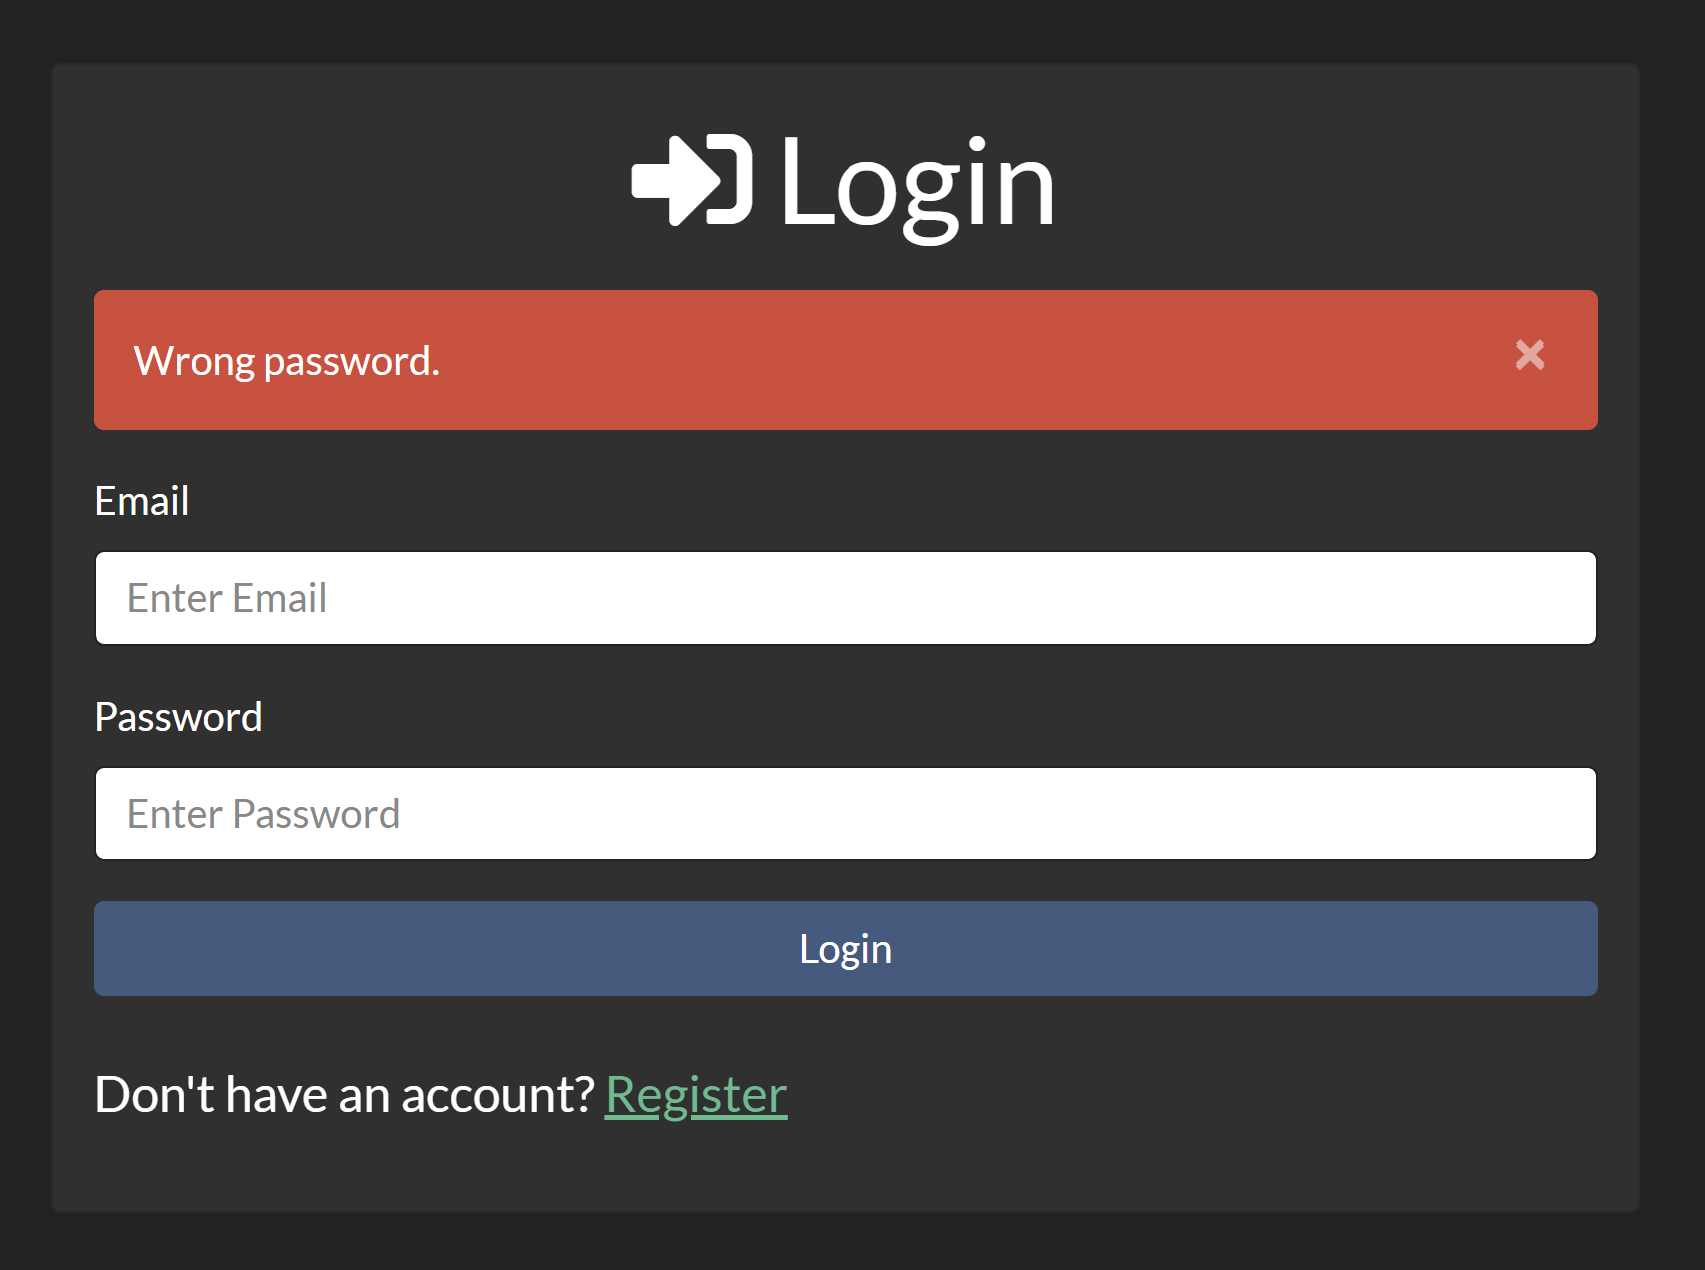 Login
Wrong password.
Email
Enter Email
Password
Enter Password
Login
Don't have an account? Register